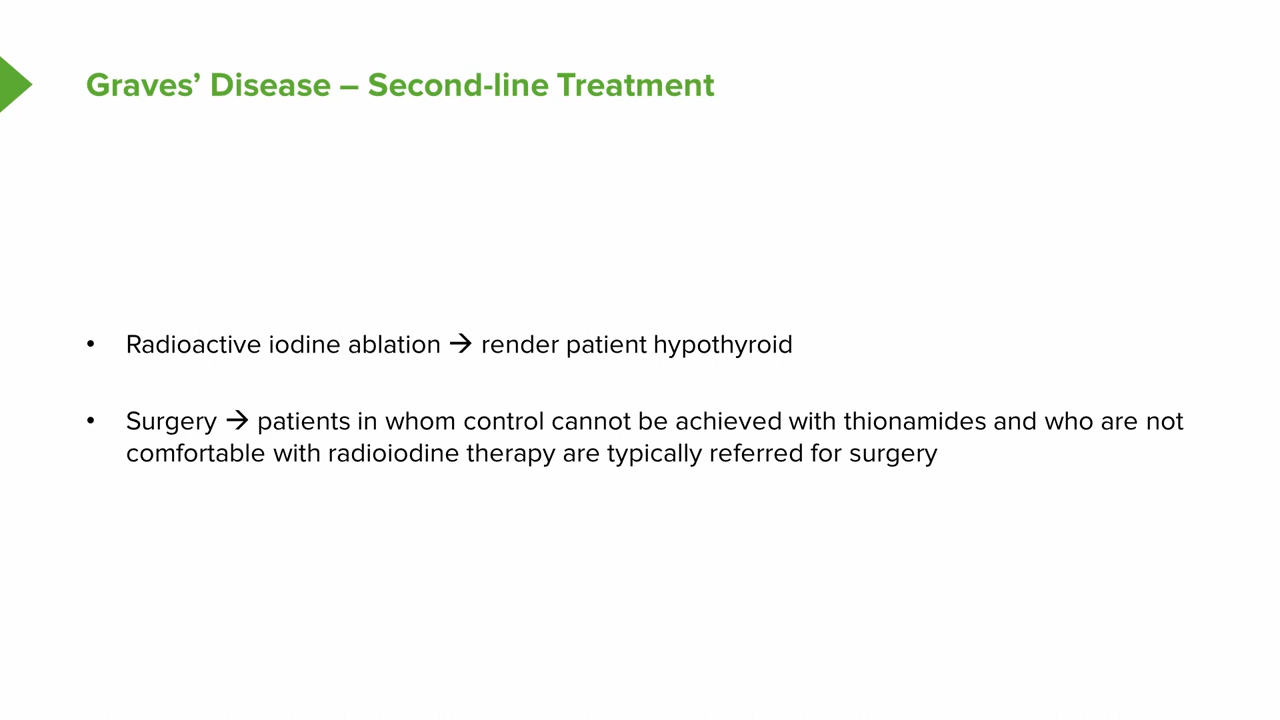 Graves’ Disease – Second-line Treatment
• Radioactive iodine ablation → render patient hypothyroid
• Surgery → patients in whom control cannot be achieved with thionamides and who are not
comfortable with radioiodine therapy are typically referred for surgery